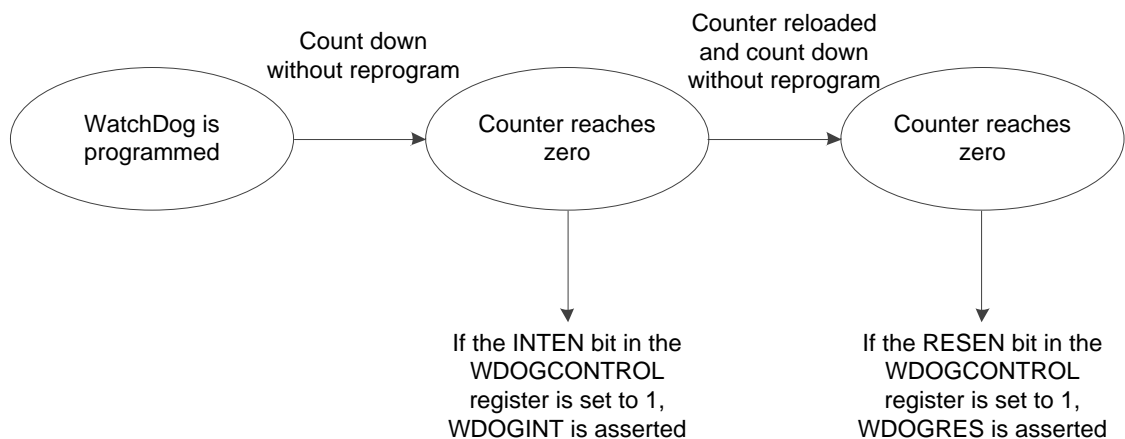 Count down
without reprogram
Counter reloaded
and count down
without reprogram
WatchDog is
programmed
Counter reaches
zero
Counter reaches
zero
If the INTEN bit in the
WDOGCONTROL
register is set to 1,
WDOGINT is asserted
If the RESEN bit in the
WDOGCONTROL
register is set to 1,
WDOGRES is asserted